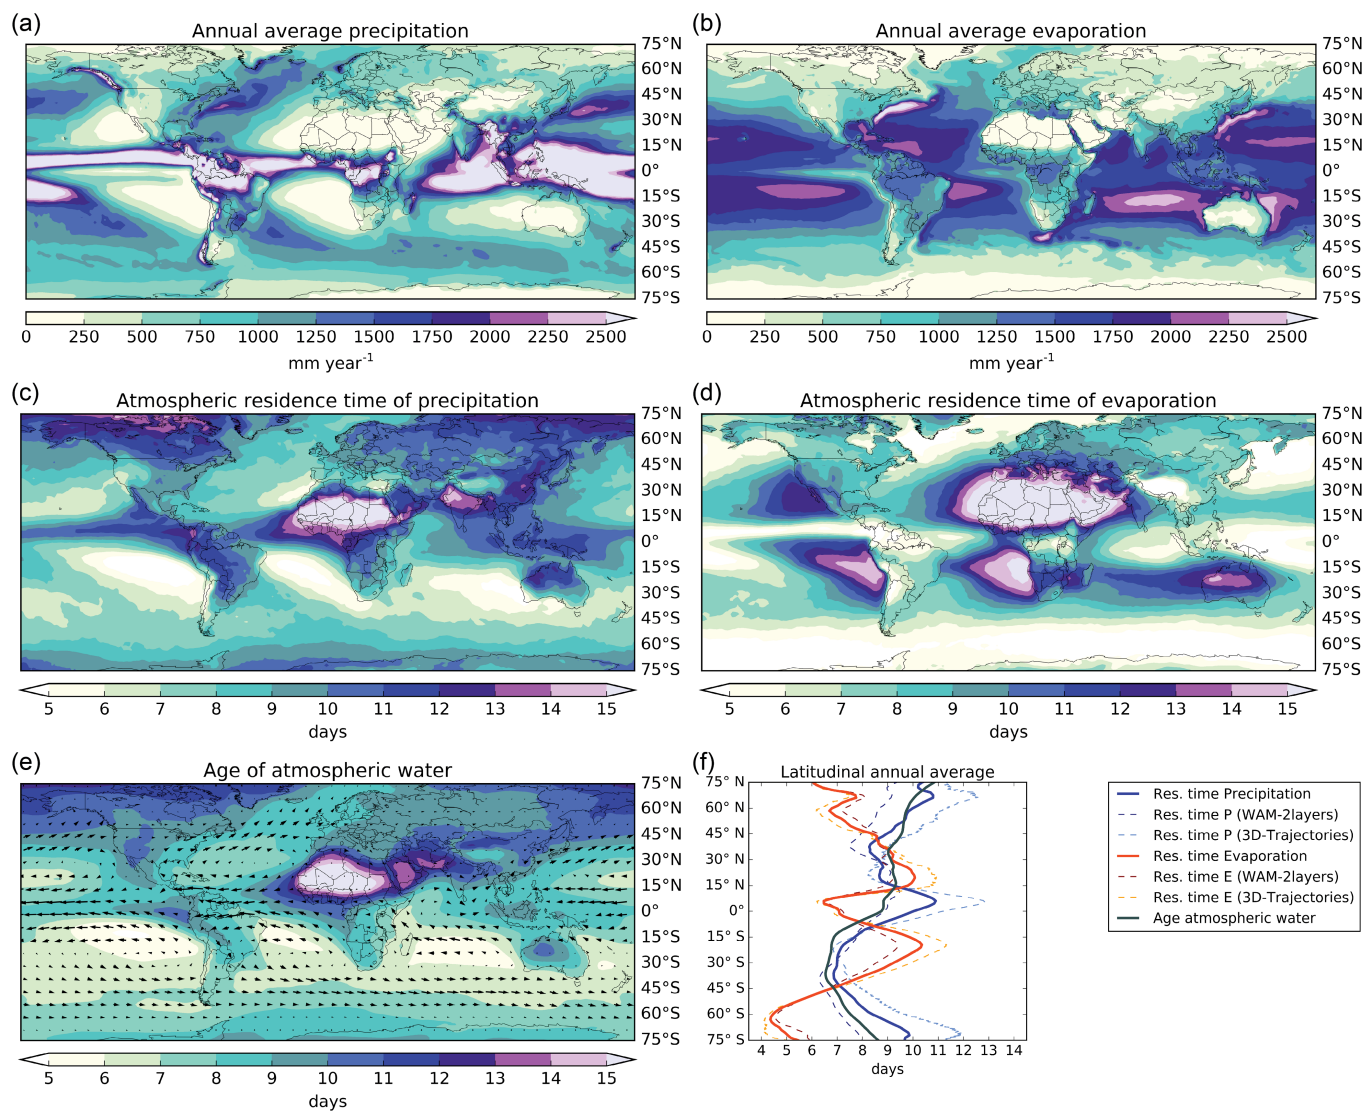 (a)
Annual average precipitation
75°N
60°N
45°N
30°N
15°N
0°
15°S
30°S
45°S
60°S
75°S
0 250 500 750 1000 1250 1500 1750 2000 2250 2500
mm year-1
(b)
Annual average evaporation
75°N
60°N
45°N
30°N
15°N
0°
15°S
30°S
45°S
60°S
75°S
0 250 500 750 1000 1250 1500 1750 2000 2250 2500
mm year-1
(c)
Atmospheric residence time of precipitation
75°N
60°N
45°N
30°N
15°N
0°
15°S
30°S
45°S
60°S
75°S
5 6 7 8 9 10 11 12 13 14 15
days
(d)
Atmospheric residence time of evaporation
75°N
60°N
45°N
30°N
15°N
0°
15°S
30°S
45°S
60°S
75°S
5 6 7 8 9 10 11 12 13 14 15
days
(e)
Age of atmospheric water
75°N
60°N
45°N
30°N
15°N
0°
15°S
30°S
45°S
60°S
75°S
5 6 7 8 9 10 11 12 13 14 15
days
(f)
Latitudinal annual average
75° N
60° N
45° N
30° N
15° N
0°
15° S
30° S
45° S
60° S
75° S
4 5 6 7 8 9 10 11 12 13 14
days
Res. time Precipitation
Res. time P (WAM-2layers)
Res. time P (3D-Trajectories)
Res. time Evaporation
Res. time E (WAM-2layers)
Res. time E (3D-Trajectories)
Age atmospheric water